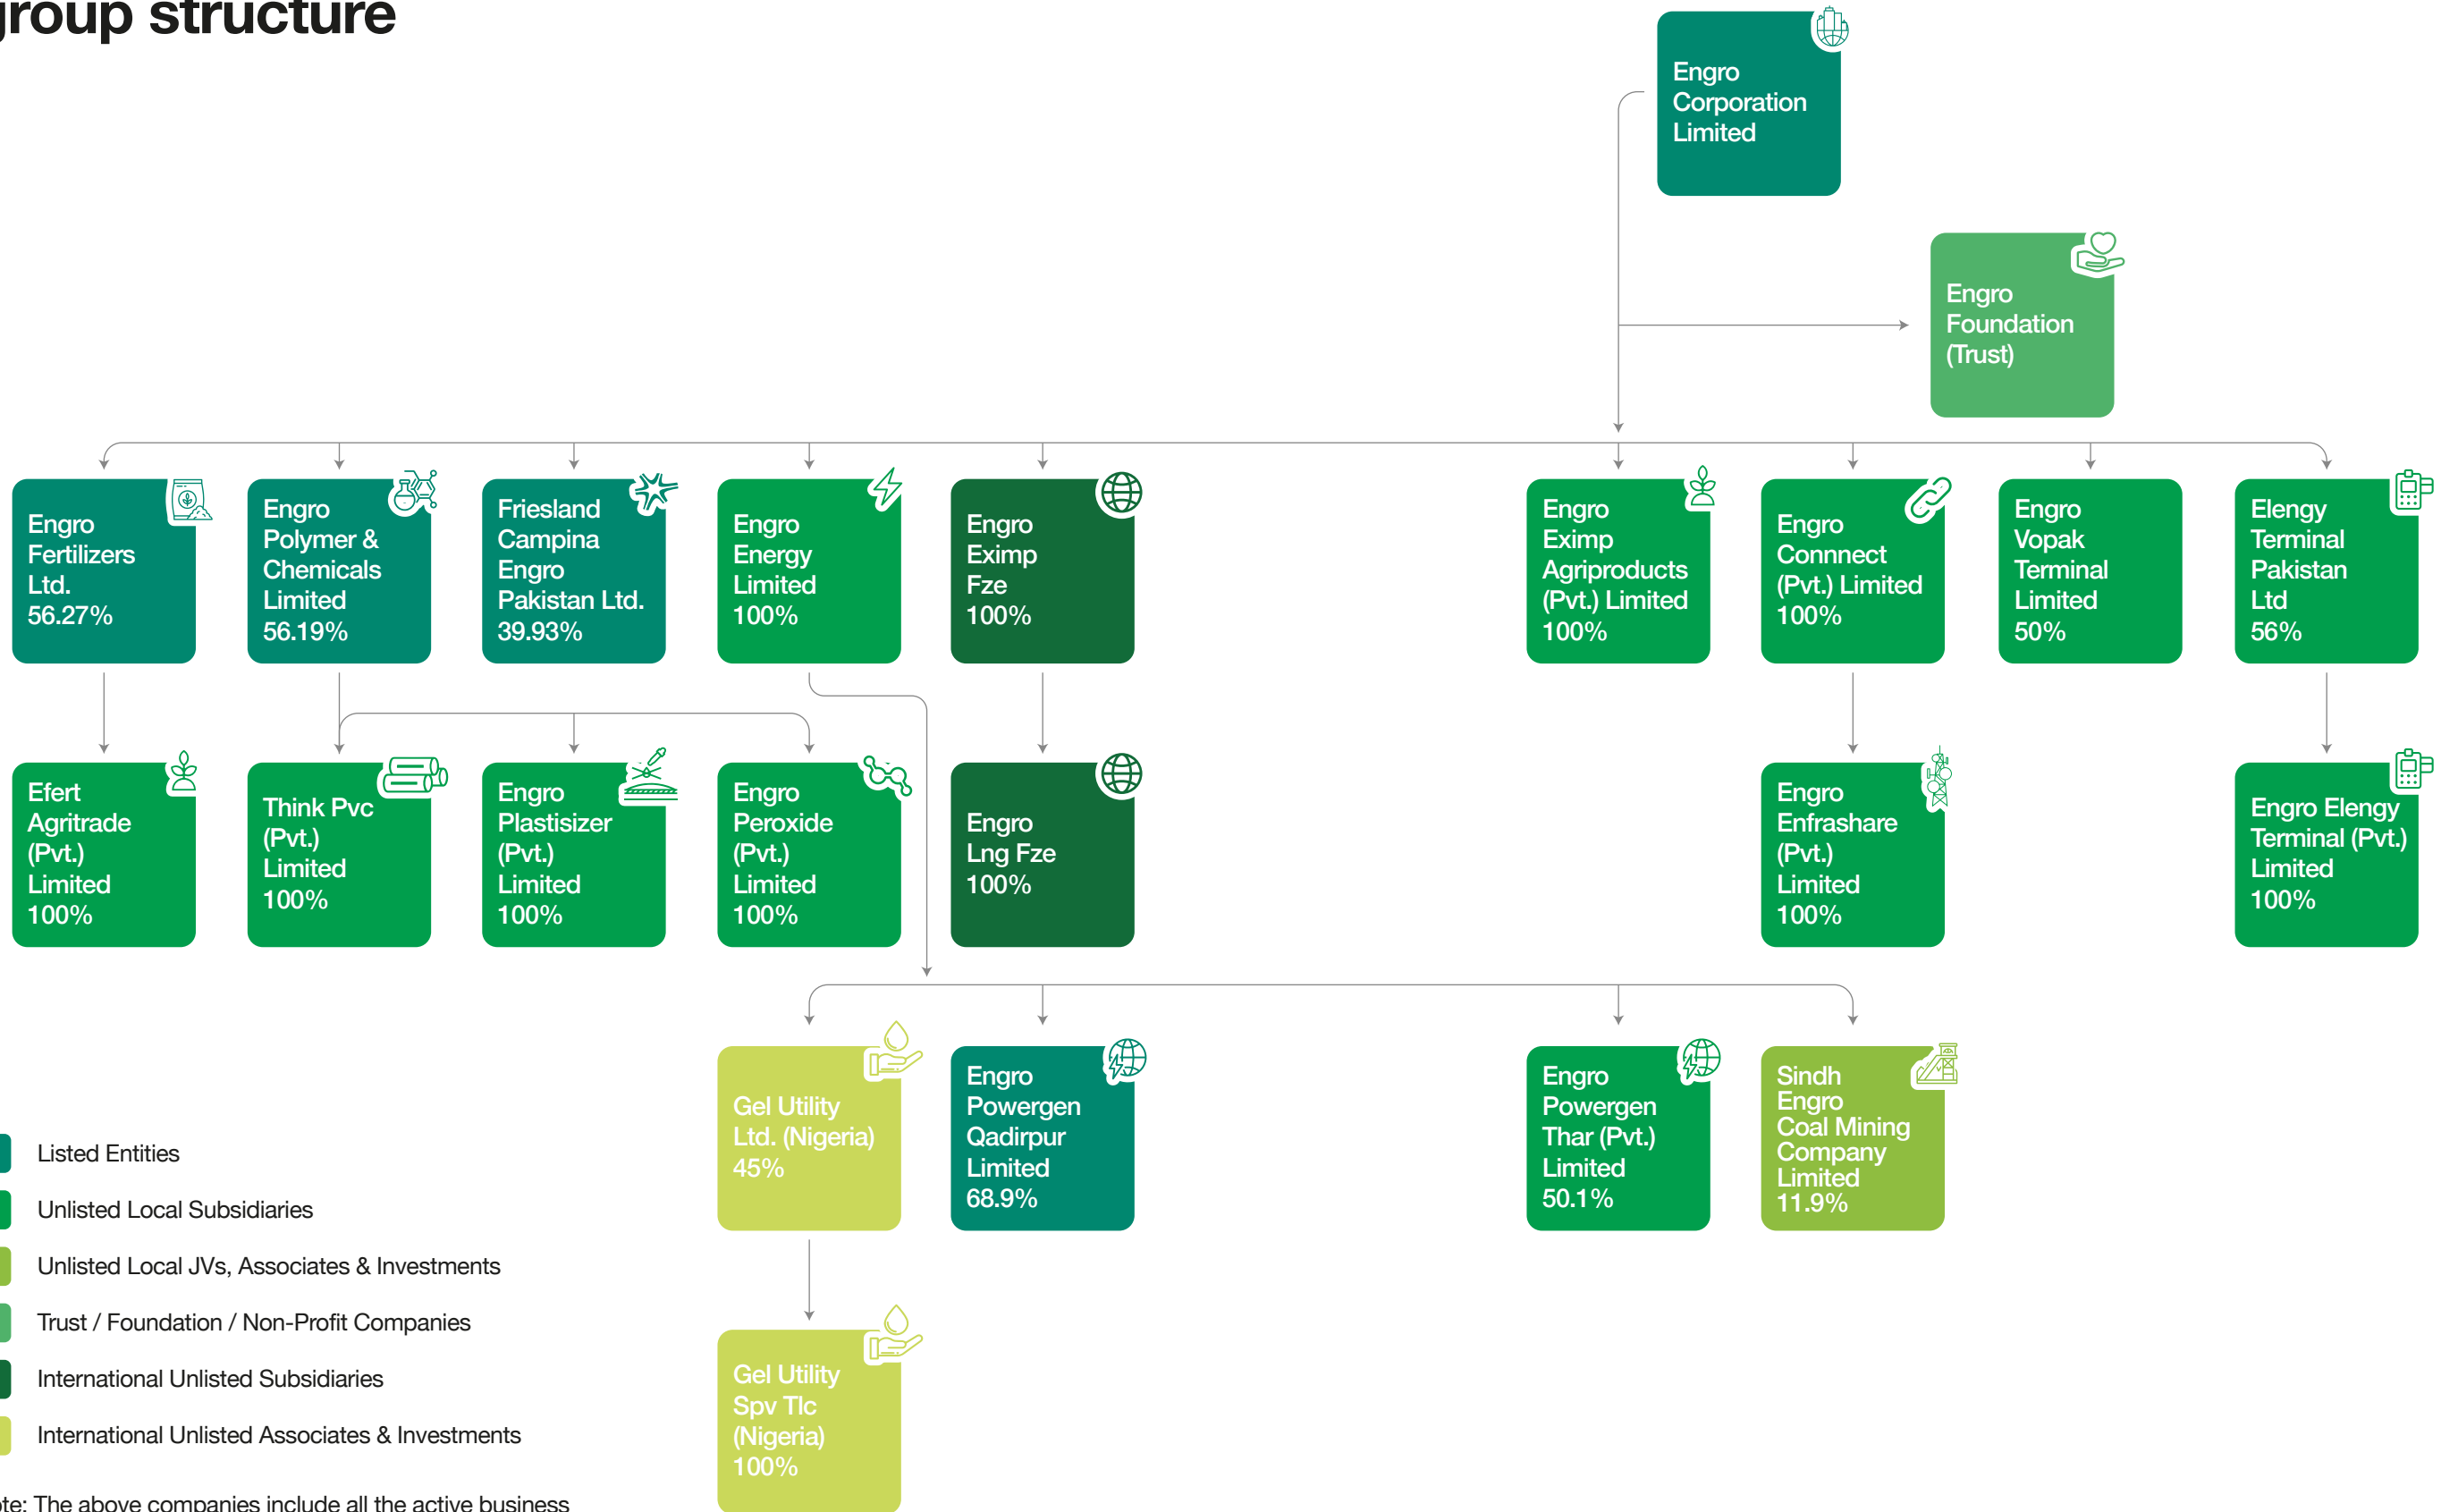 group structure
Engro
Corporation
Limited
Engro
Foundation
(Trust)
Engro
Fertilizers
Ltd.
56.27%
Engro
Polymer &
Chemicals
Limited
56.19%
Friesland
Campina
Engro
Pakistan Ltd.
39.93%
Engro
Energy
Limited
100%
Engro
Eximp
Fze
100%
Engro
Eximp
Agriproducts
(Pvt.) Limited
100%
Engro
Connnect
(Pvt.) Limited
100%
Engro
Vopak
Terminal
Limited
50%
Elengy
Terminal
Pakistan
Ltd
56%
Efert
Agritrade
(Pvt.)
Limited
100%
Think Pvc
(Pvt.)
Limited
100%
Engro
Plastisizer
(Pvt.)
Limited
100%
Engro
Peroxide
(Pvt.)
Limited
100%
Engro
Lng Fze
100%
Engro
Enfrashare
(Pvt.)
Limited
100%
Engro Elengy
Terminal (Pvt.)
Limited
100%
Gel Utility
Ltd. (Nigeria)
45%
Engro
Powergen
Qadirpur
Limited
68.9%
Engro
Powergen
Thar (Pvt.)
Limited
50.1%
Sindh
Engro
Coal Mining
Company
Limited
11.9%
Gel Utility
Spv Tlc
(Nigeria)
100%
Listed Entities
Unlisted Local Subsidiaries
Unlisted Local JVs, Associates & Investments
Trust / Foundation / Non-Profit Companies
International Unlisted Subsidiaries
International Unlisted Associates & Investments
ote: The above companies include all the active business